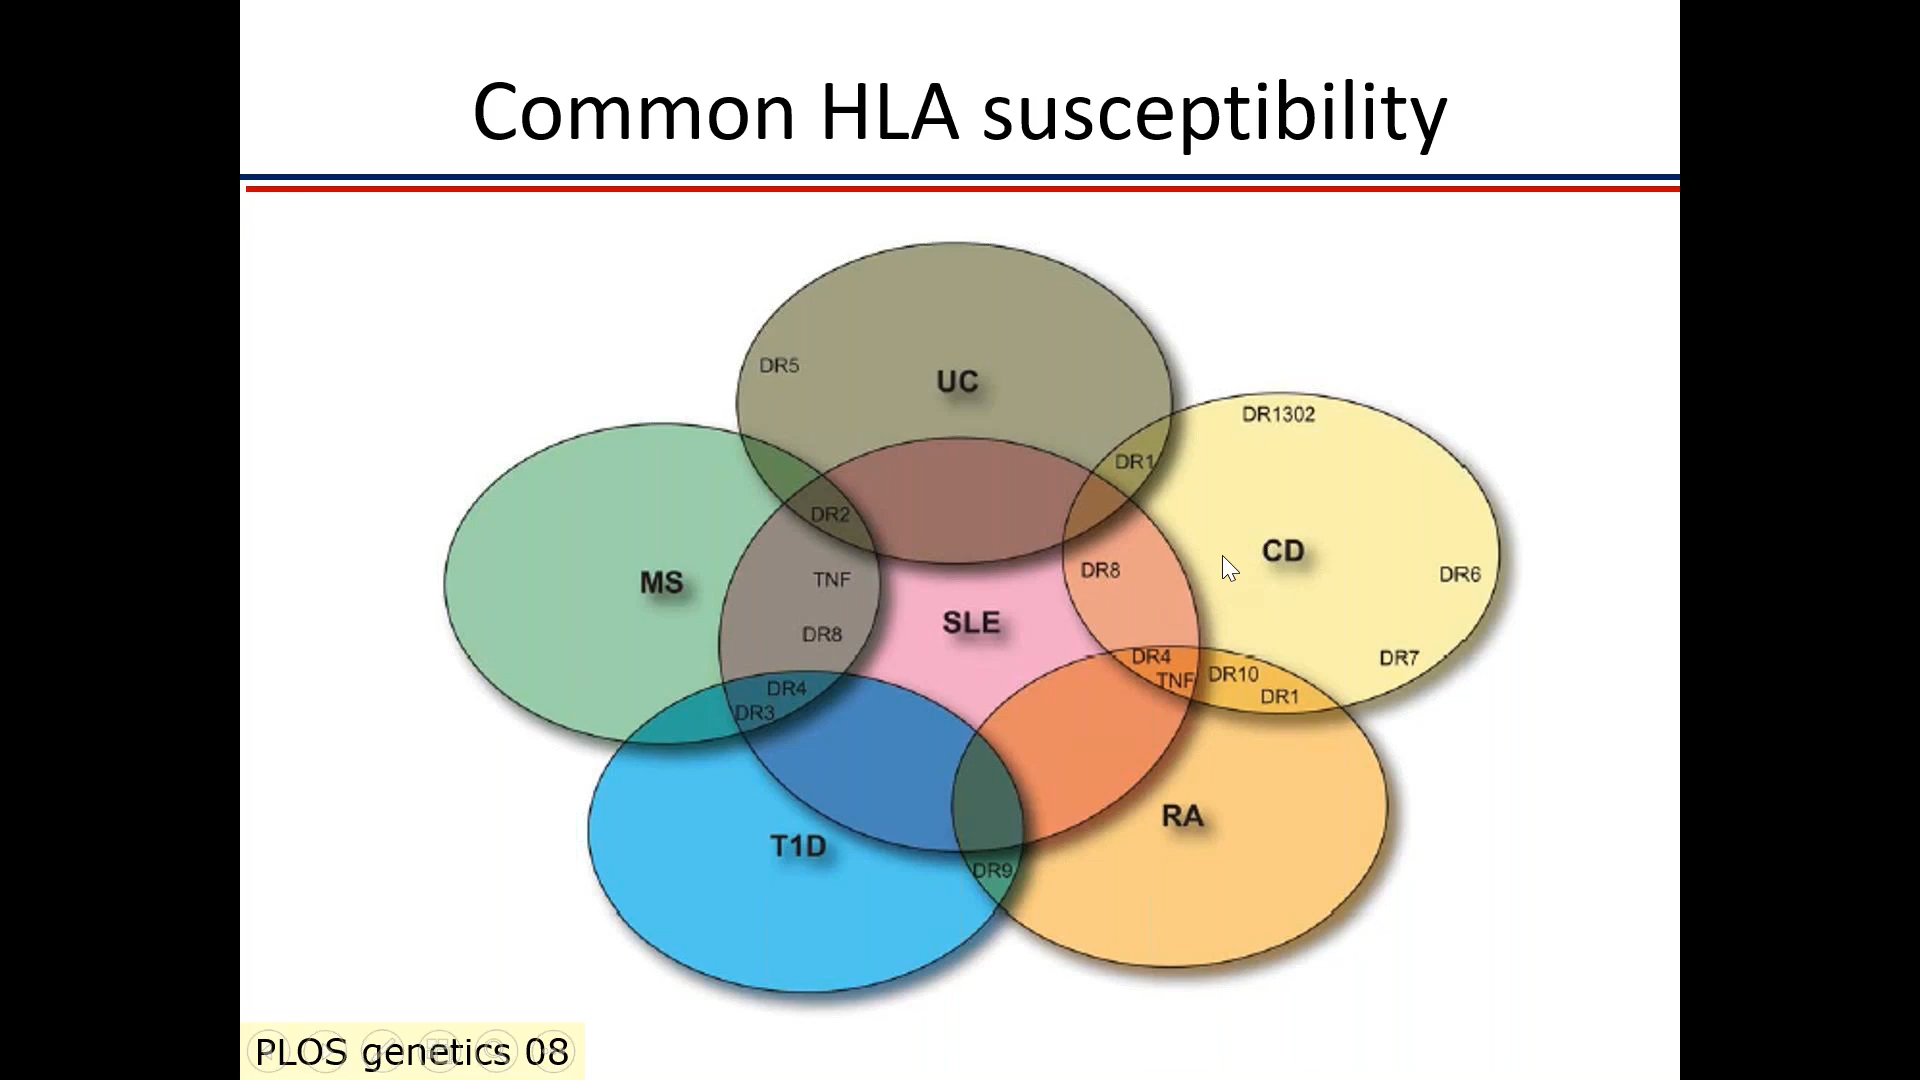 Common HLA susceptibility
DR5
UC
DR1302
DR1
DR2
CD
DR8
DR6
TNF
MS
SLE
DR8
DR4
DR7
TNF
DR10
DR4
DR1
DR3
RA
T1D
DR9
PLOS genetics 08